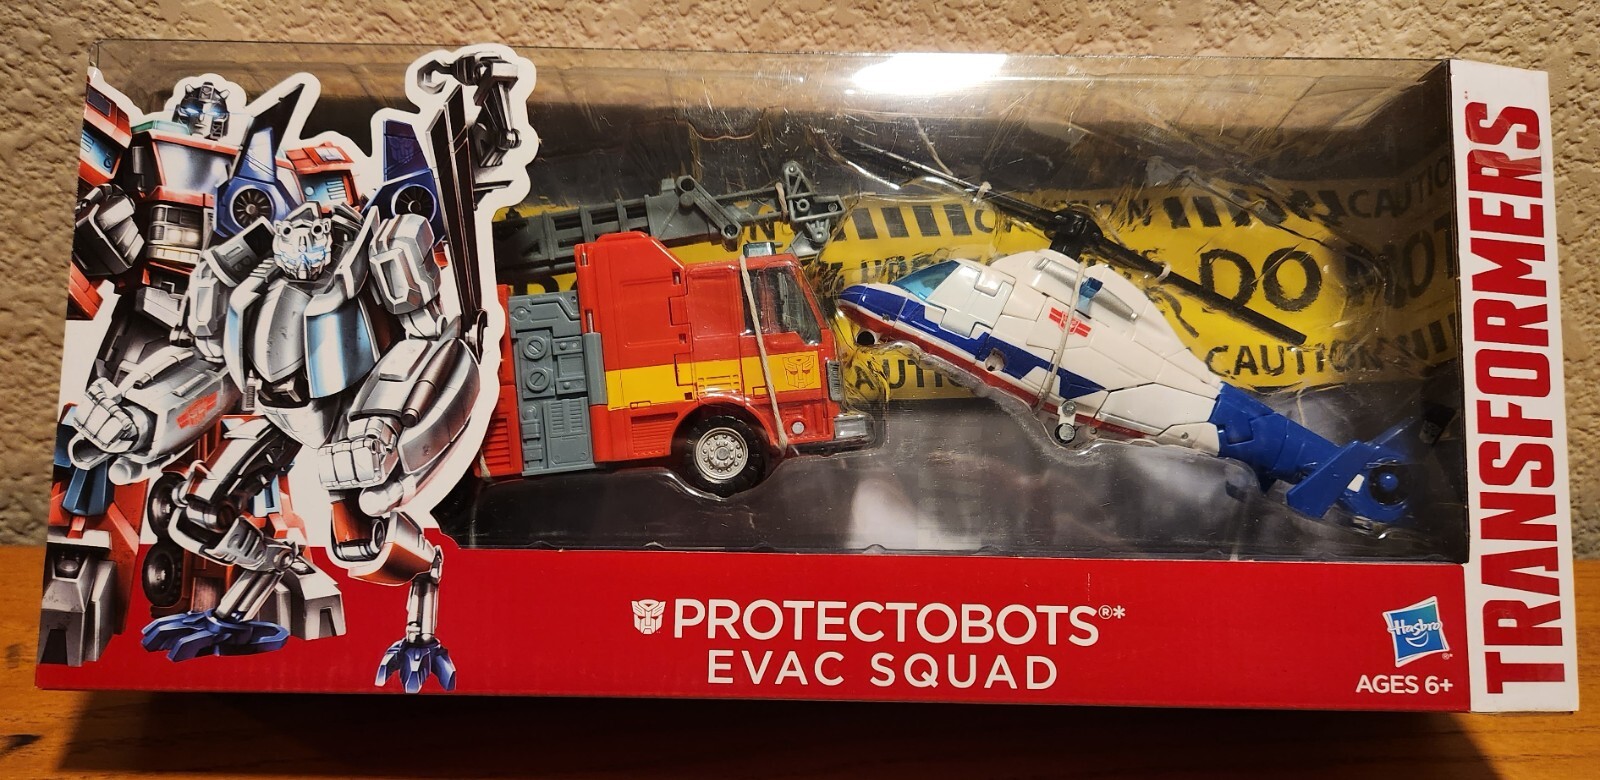 PROTECTOBOTS®*
EVAC SQUAD
Hasbro
®*
AGES 6+
TRANSFORMERS
CAUTION
DO NOT
CAUTION